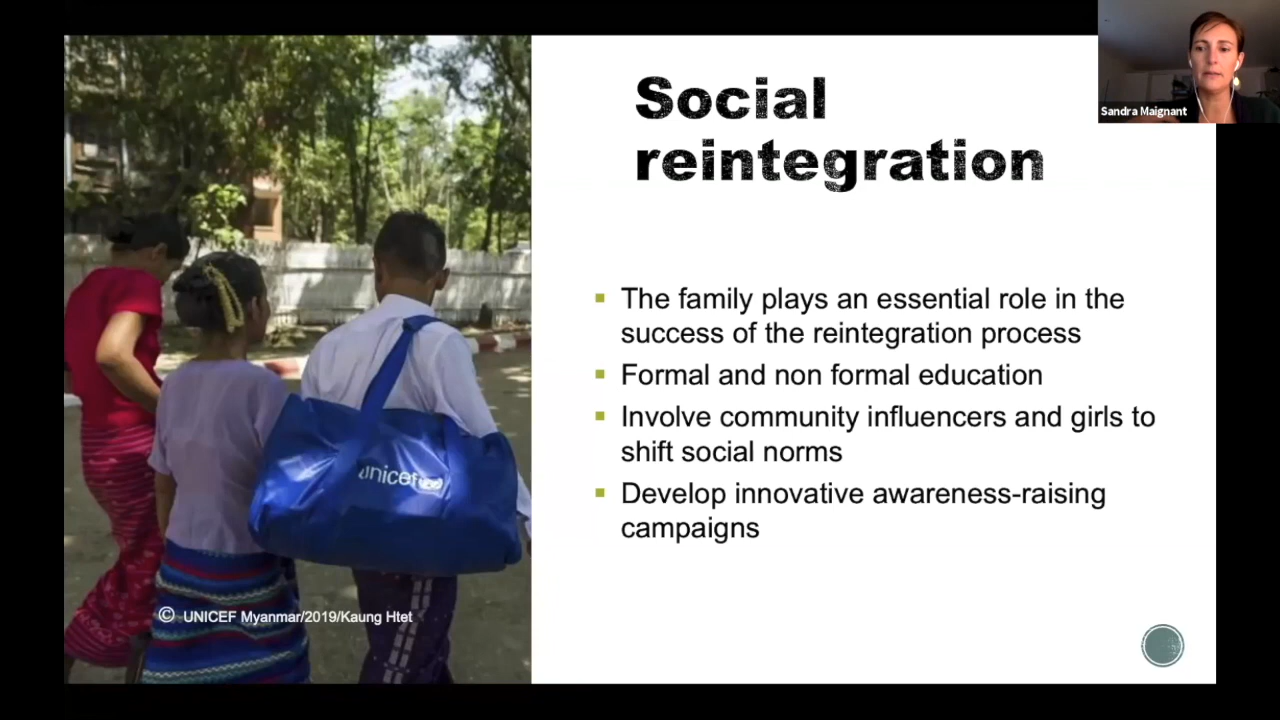 Sandra Maignant
Social
reintegration
The family plays an essential role in the
success of the reintegration process
Formal and non formal education
Involve community influencers and girls to
shift social norms
Develop innovative awareness-raising
campaigns
unicef
© UNICEF Myanmar/2019/Kaung Htet